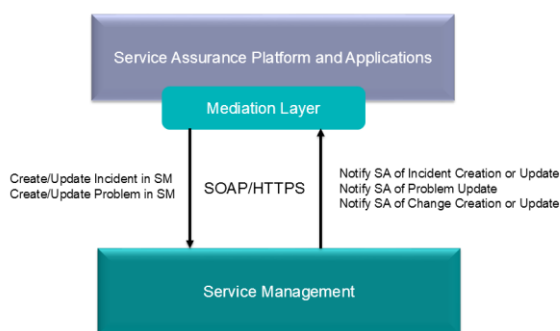 Service Assurance Platform and Applications
Mediation Layer
Create/Update Incident in SM
Create/Update Problem in SM
SOAP/HTTPS
Notify SA of Incident Creation or Update
Notify SA of Problem Update
Notify SA of Change Creation or Update
Service Management